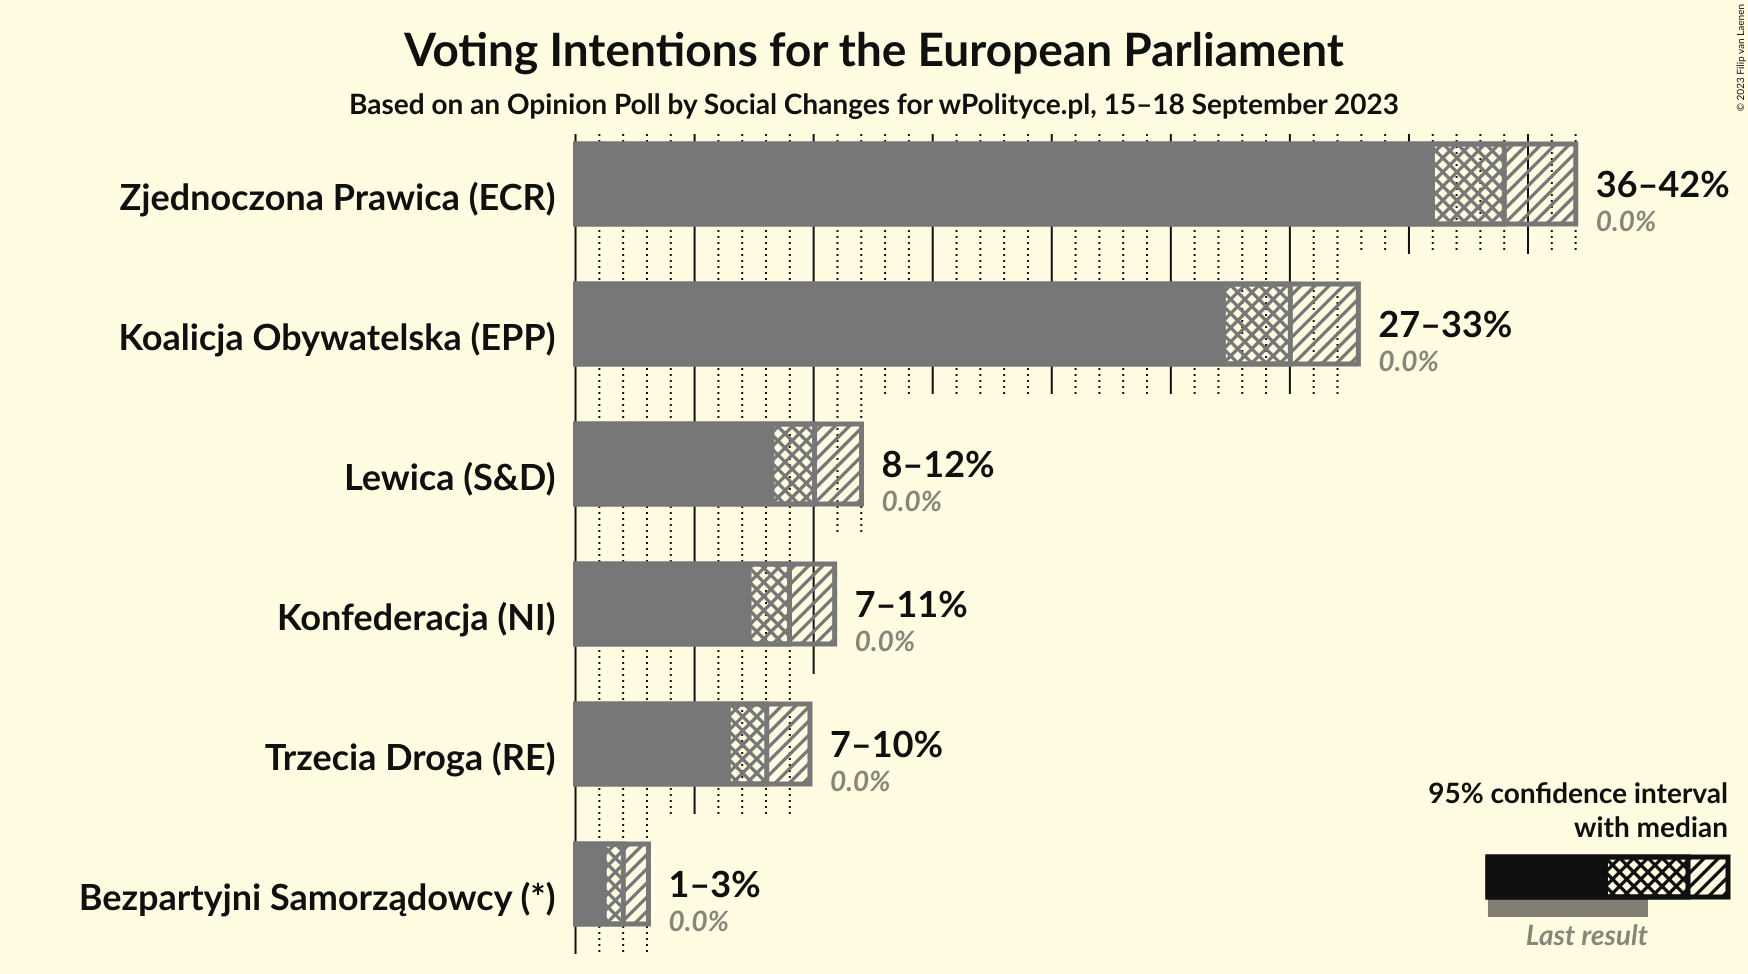 © 2023 Filip van Laenen
Voting Intentions for the European Parliament
Based on an Opinion Poll by Social Changes for wPolityce.pl, 15–18 September 2023
Zjednoczona Prawica (ECR)
36–42%
0.0%
Koalicja Obywatelska (EPP)
27–33%
0.0%
Lewica (S&D)
8–12%
0.0%
Konfederacja (NI)
7–11%
0.0%
Trzecia Droga (RE)
7–10%
0.0%
Bezpartyjni Samorządowcy (*)
1–3%
0.0%
95% confidence interval
with median
Last result